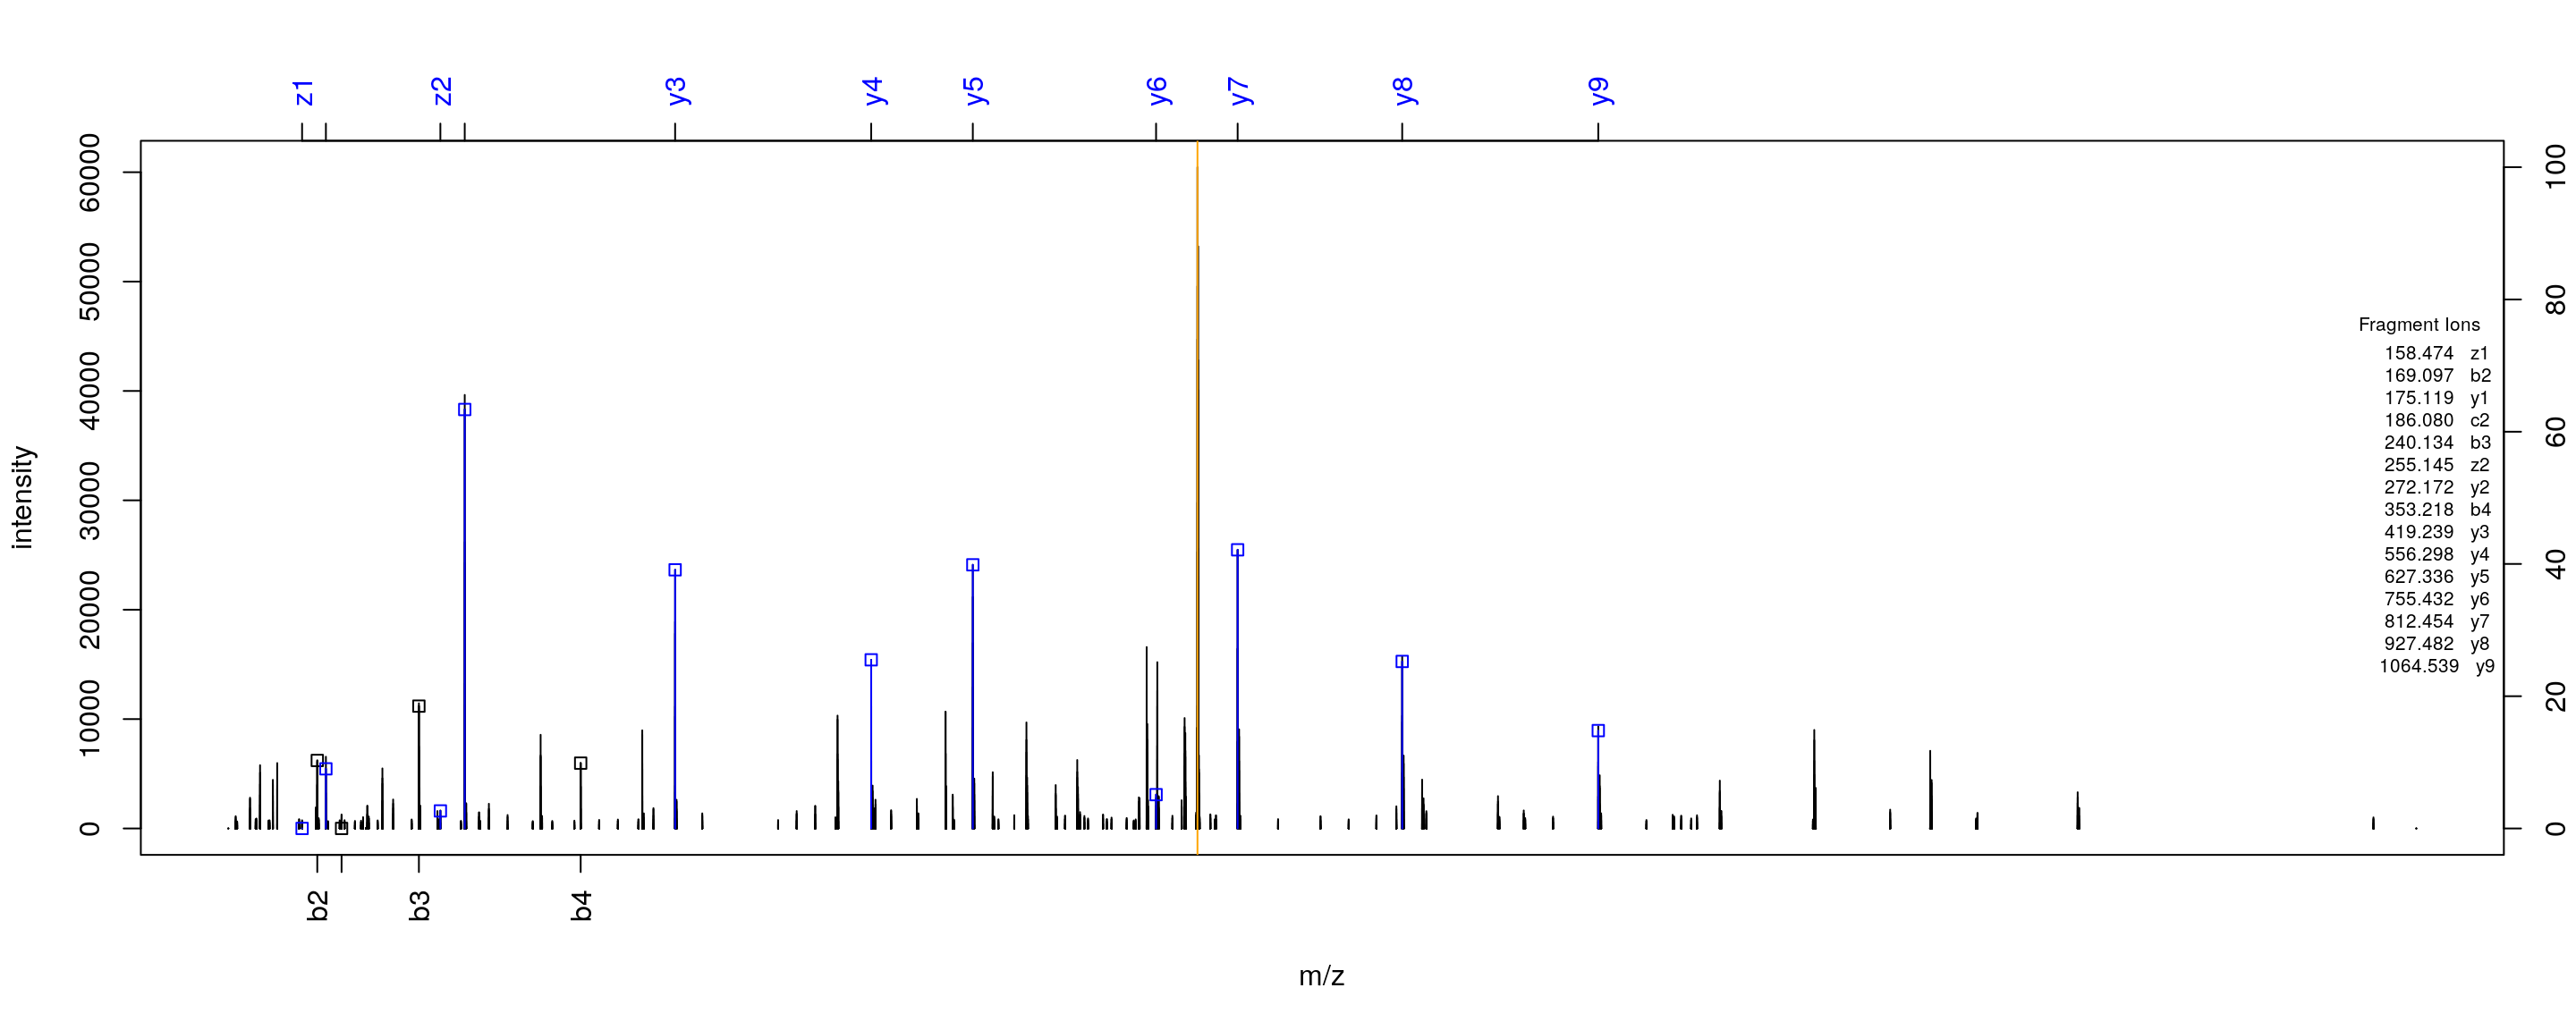 z1 z2 y3 y4 y5 y6 y7 y8 y9
60000
50000
40000
30000
20000
10000
0
intensity
100
80
60
40
20
0
Fragment Ions
158.474 z1
169.097 b2
175.119 y1
186.080 c2
240.134 b3
255.145 z2
272.172 y2
353.218 b4
419.239 y3
556.298 y4
627.336 y5
755.432 y6
812.454 y7
927.482 y8
1064.539 y9
b2 b3 b4
m/z